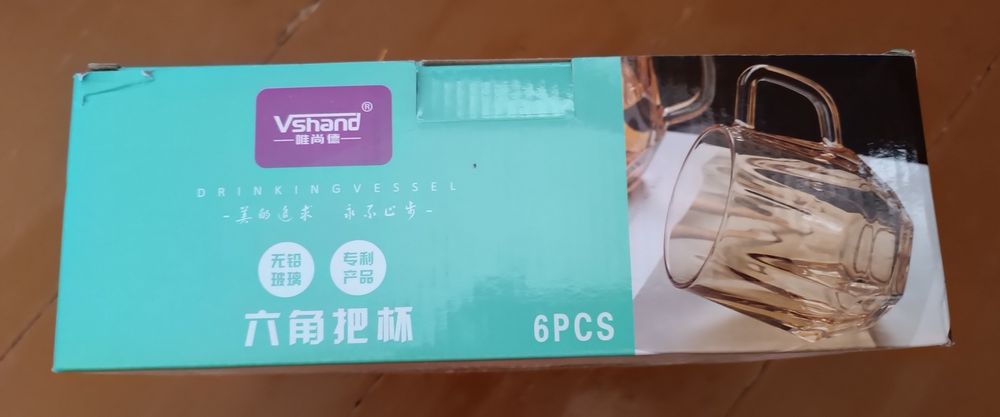 Vshand®
唯尚德
DRINKINGVESSEL
-美的追求 永不止步-
无铅
玻璃
专利
产品
六角把杯
6PCS